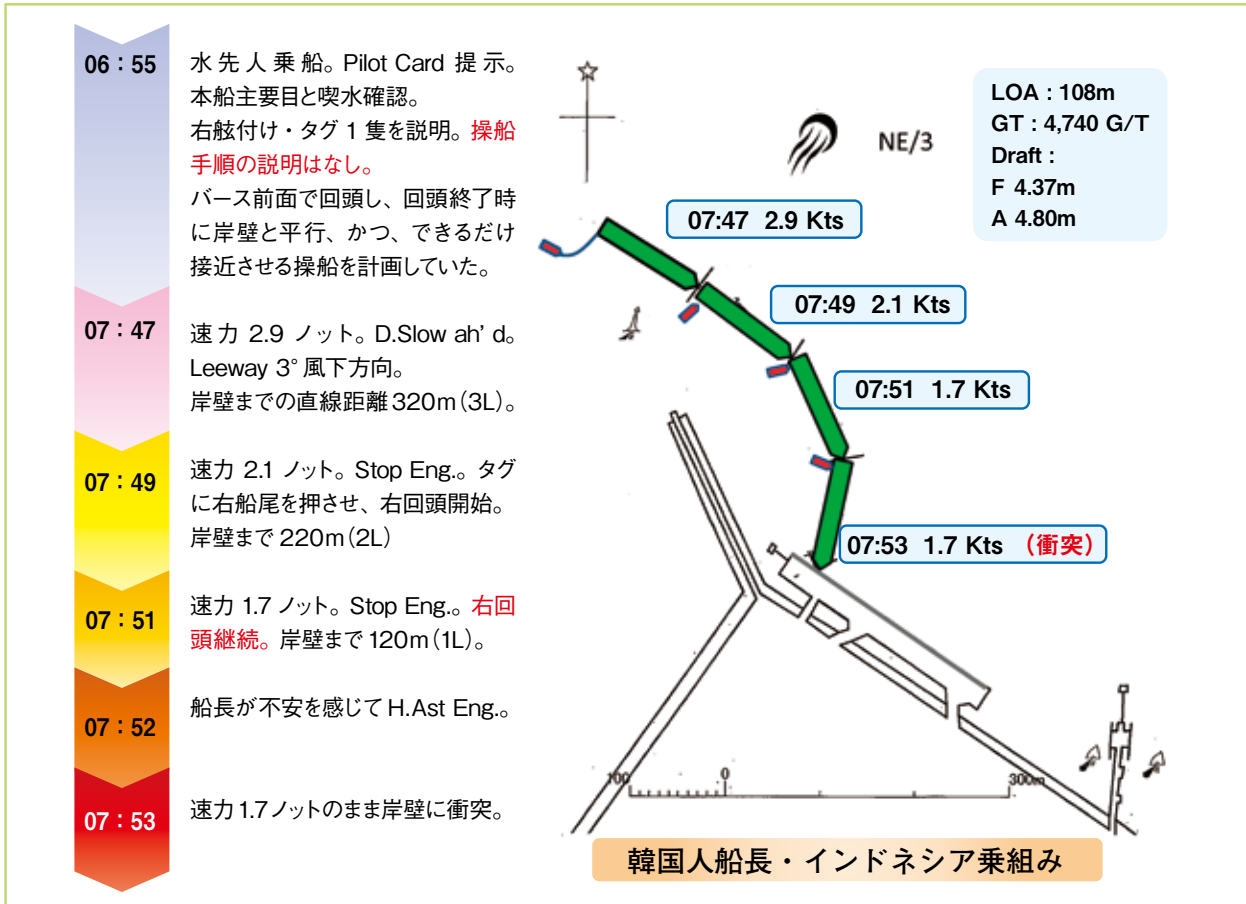 06：55
水先人乗船。Pilot Card 提示。
本船主要目と喫水確認。
右舷付け・タグ 1 隻を説明。操船
手順の説明はなし。
バース前面で回頭し、回頭終了時
に岸壁と平行、かつ、できるだけ
接近させる操船を計画していた。
07：47
速力 2.9 ノット。D.Slow ah' d。
Leeway 3° 風下方向。
岸壁までの直線距離 320m（3L）。
07：49
速力 2.1 ノット。Stop Eng.。タグ
に右船尾を押させ、右回頭開始。
岸壁まで 220m（2L）
07：51
速力 1.7 ノット。Stop Eng.。右回
頭継続。岸壁まで 120m（1L）。
07：52
船長が不安を感じて H.Ast Eng.。
07：53
速力 1.7 ノットのまま岸壁に衝突。
NE/3
LOA : 108m
GT : 4,740 G/T
Draft :
F 4.37m
A 4.80m
07:47 2.9 Kts
07:49 2.1 Kts
07:51 1.7 Kts
07:53 1.7 Kts （衝突）
100 0 300m
韓国人船長・インドネシア乗組み